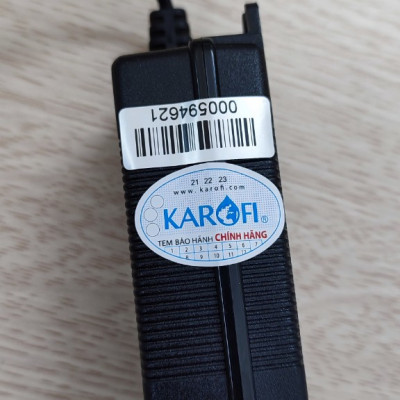 000594621
21 22 23
www.karofi.com
KAROFI®
TEM BẢO HÀNH CHÍNH HÃNG
1 2 3 4 5 6 7
8 9 10 11 12